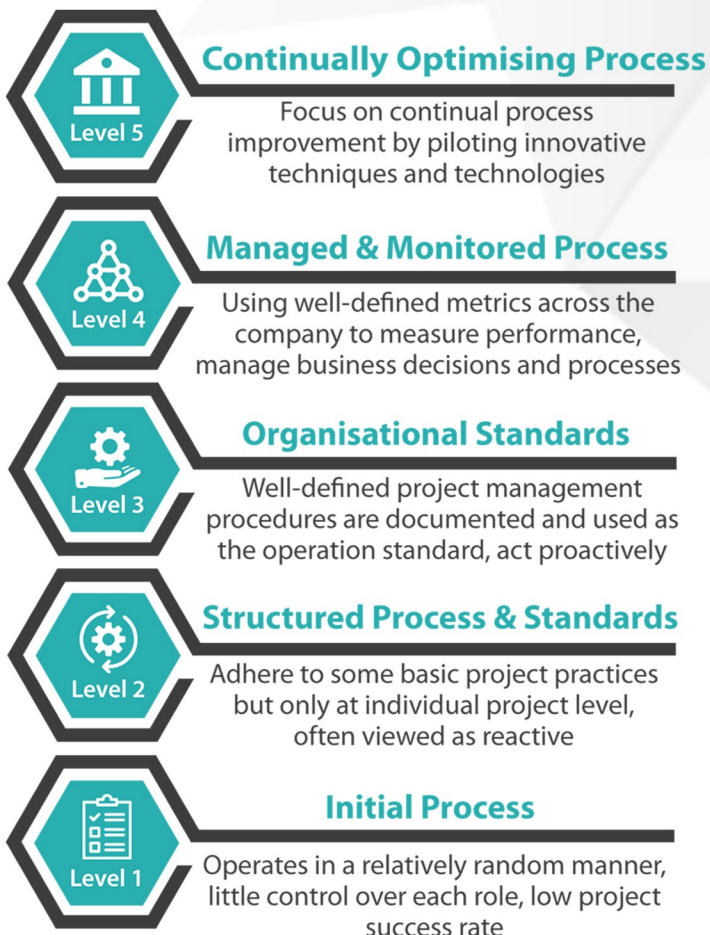 Continually Optimising Process
Level 5
Focus on continual process
improvement by piloting innovative
techniques and technologies
Managed & Monitored Process
Level 4
Using well-defined metrics across the
company to measure performance,
manage business decisions and processes
Organisational Standards
Level 3
Well-defined project management
procedures are documented and used as
the operation standard, act proactively
Structured Process & Standards
Level 2
Adhere to some basic project practices
but only at individual project level,
often viewed as reactive
Initial Process
Level 1
Operates in a relatively random manner,
little control over each role, low project
success rate